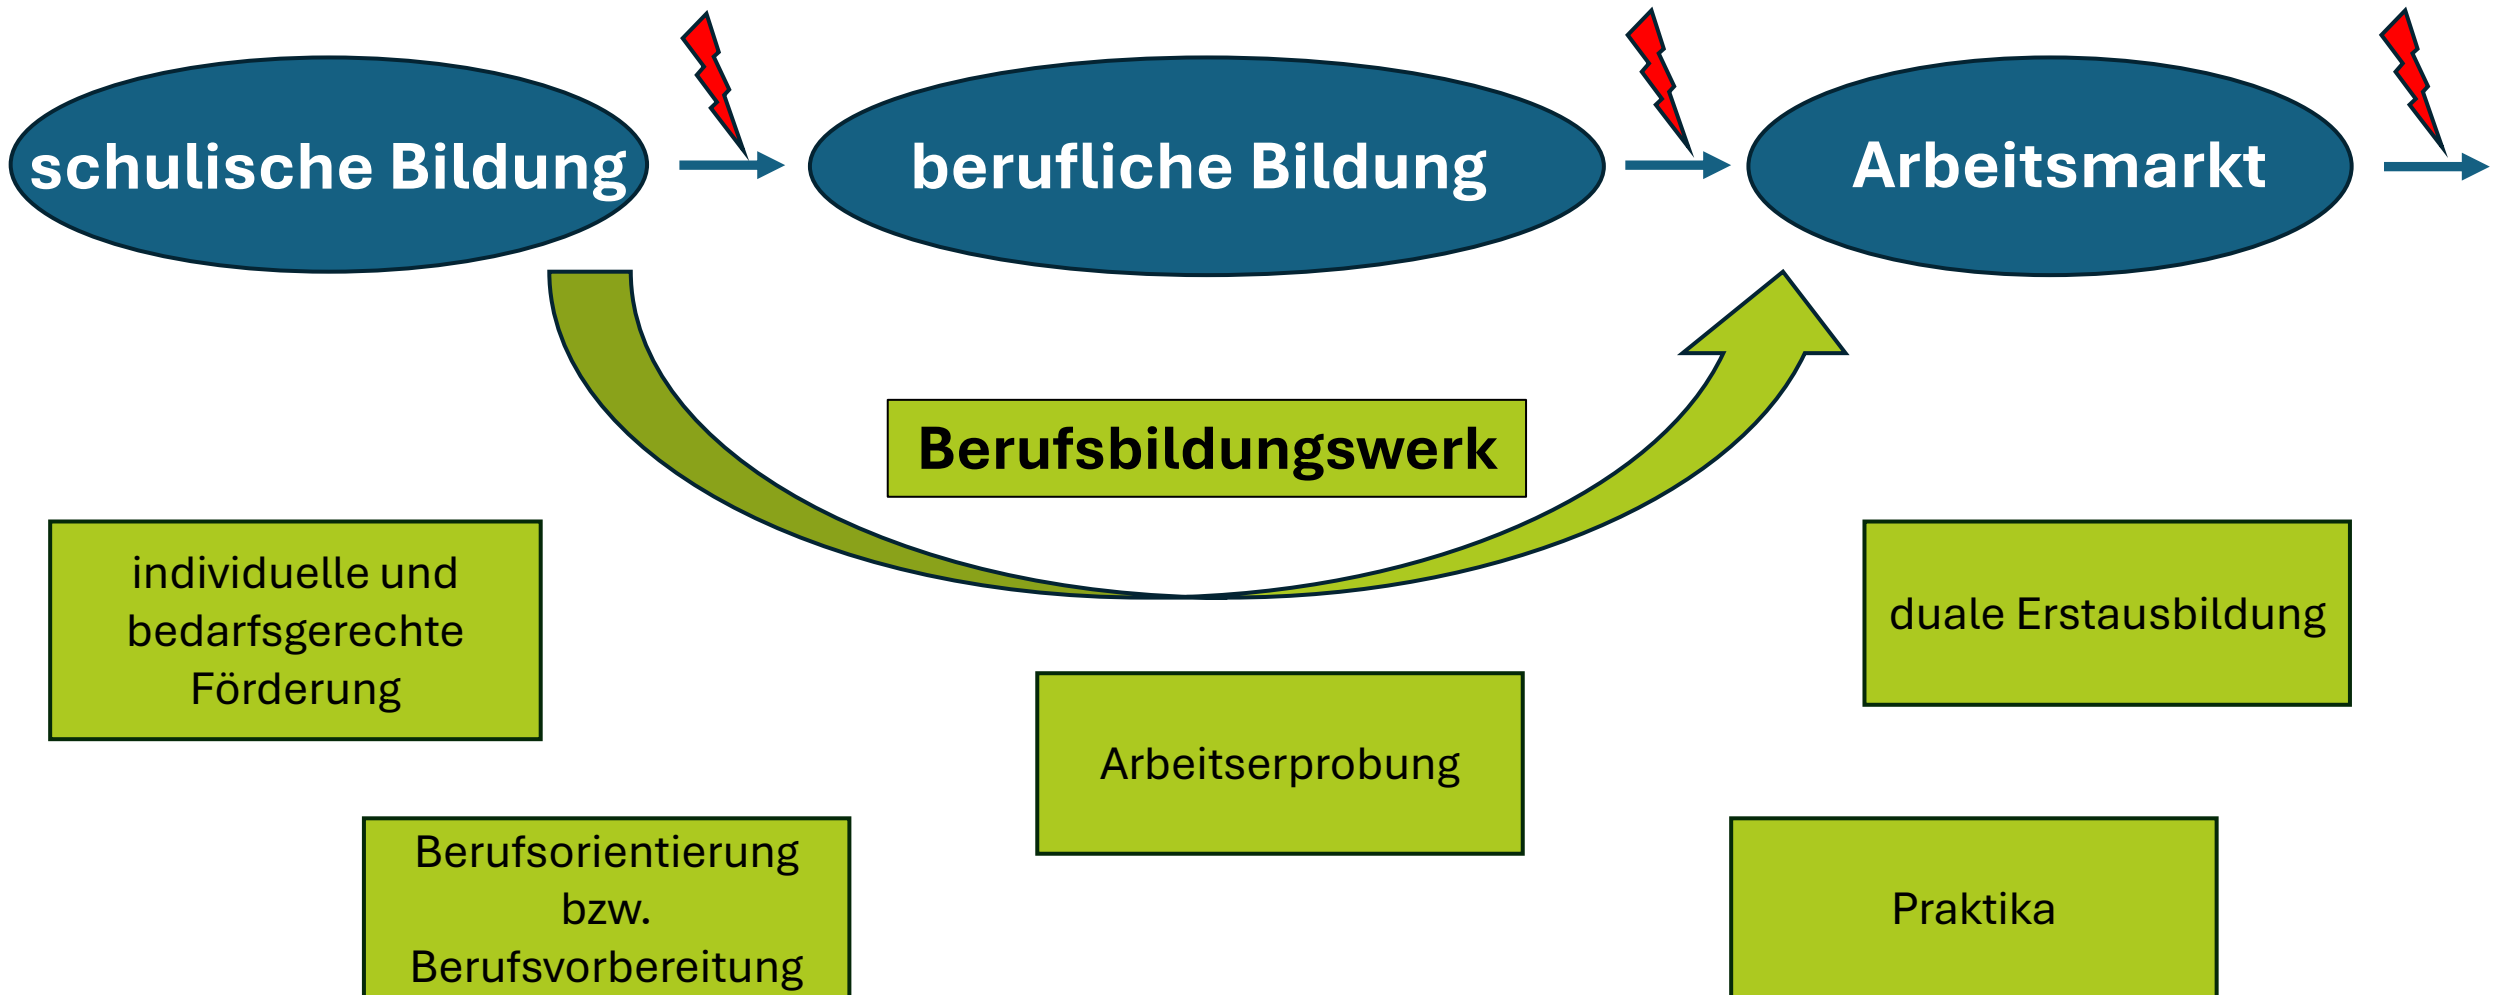 schulische Bildung
berufliche Bildung
Arbeitsmarkt
Berufsbildungswerk
individuelle und
bedarfsgerechte
Förderung
duale Erstausbildung
Arbeitserprobung
Berufsorientierung
bzw.
Berufsvorbereitung
Praktika